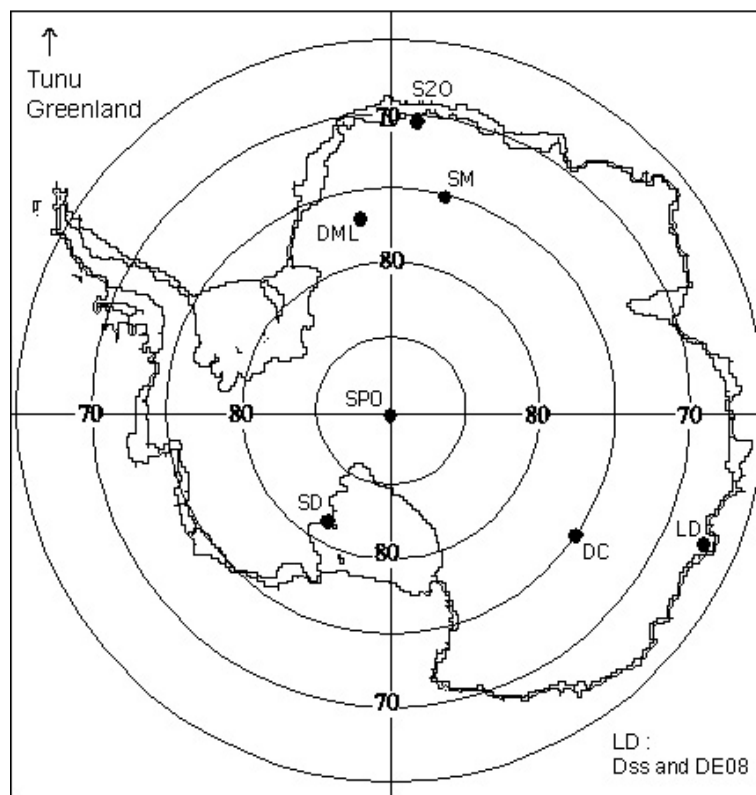 ↑
Tunu
Greenland
S20
70
SM
DML
80
SPO
70
80
80
70
SD
LD
DC
80
70
LD :
Dss and DE08